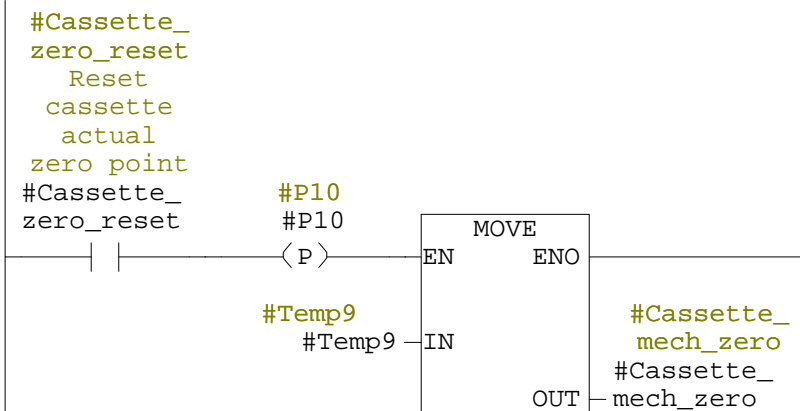 #Cassette_
zero_reset
Reset
cassette
actual
zero point
#Cassette_
zero_reset
#P10
#P10
P
MOVE
EN
ENO
#Temp9
#Temp9
IN
#Cassette_
mech_zero
#Cassette_
mech_zero
OUT